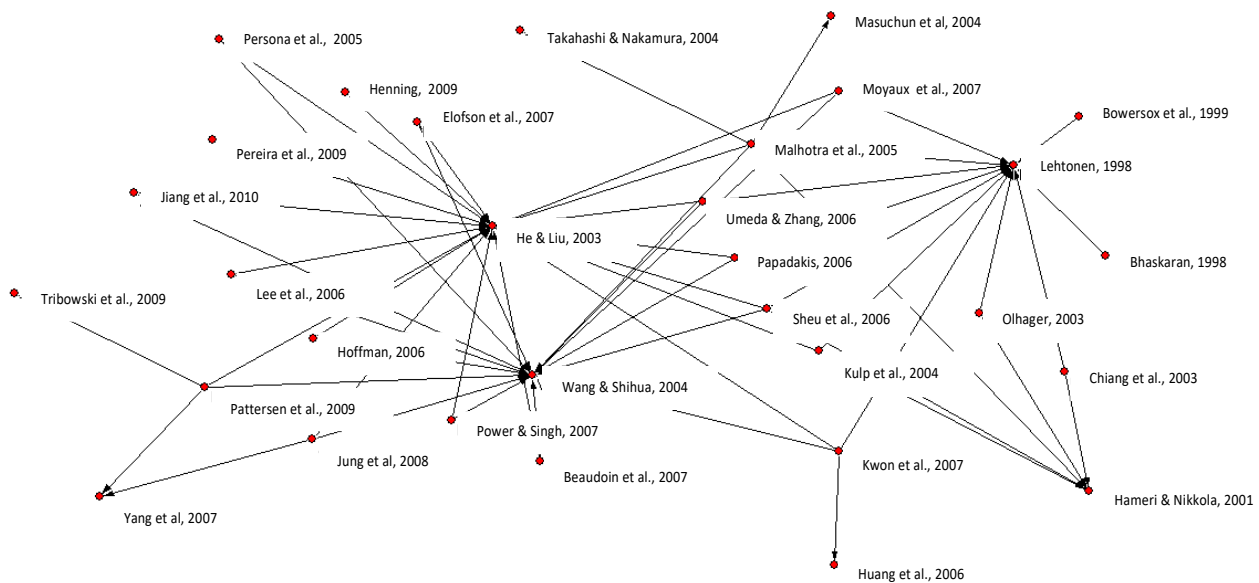 Masuchun et al, 2004
Persona et al.,  2005
Takahashi & Nakamura, 2004
Henning,  2009
Moyaux  et al., 2007
Elofson et al., 2007
Bowersox et al., 1999
Pereira et al., 2009
Malhotra et al., 2005
Lehtonen, 1998
Jiang et al., 2010
Umeda & Zhang, 2006
He & Liu, 2003
Papadakis, 2006
Bhaskaran, 1998
Lee et al., 2006
Tribowski et al., 2009
Sheu et al., 2006
Olhager, 2003
Hoffman, 2006
Kulp et al., 2004
Chiang et al., 2003
Wang & Shihua, 2004
Pattersen et al., 2009
Power & Singh, 2007
Jung et al, 2008
Kwon et al., 2007
Beaudoin et al., 2007
Hameri & Nikkola, 2001
Yang et al, 2007
Huang et al., 2006